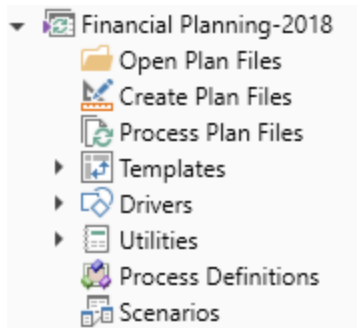 Financial Planning-2018
Open Plan Files
Create Plan Files
Process Plan Files
Templates
Drivers
Utilities
Process Definitions
Scenarios